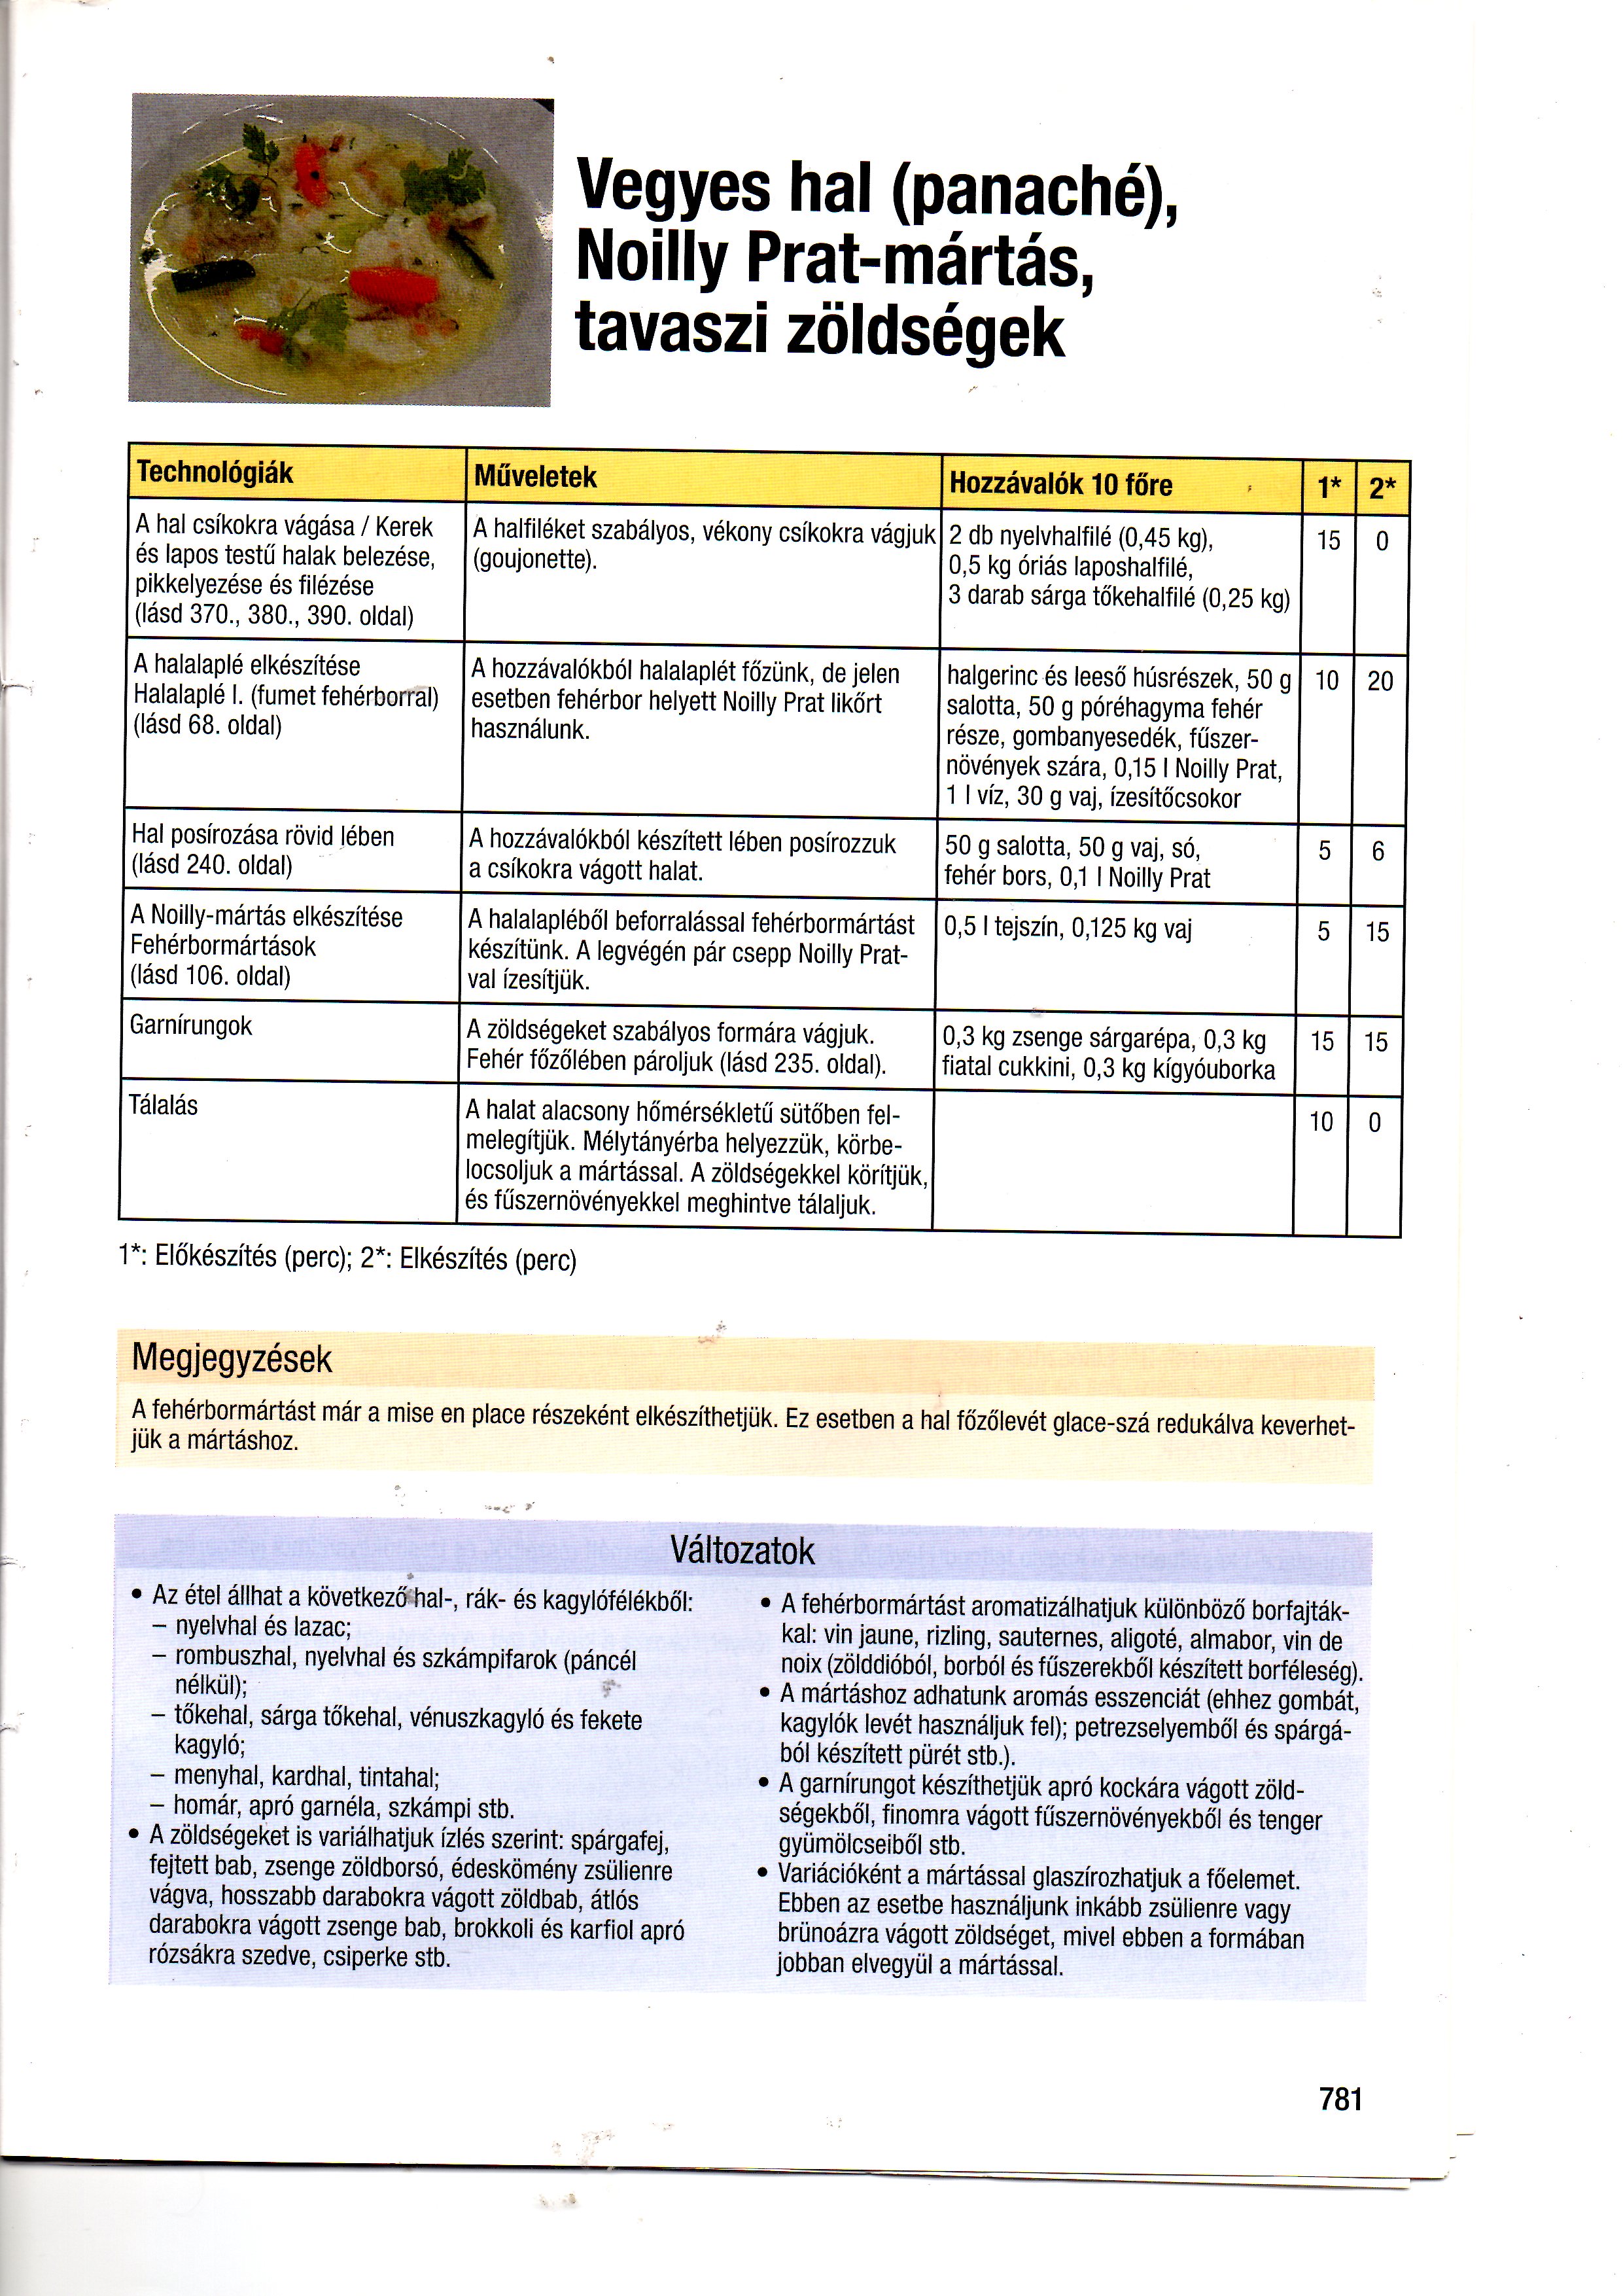 Vegyes hal (panaché),
Noilly Prat-mártás,
tavaszi zöldségek
Technológiák
Műveletek
Hozzávalók 10 főre
1*
2*
A hal csíkokra vágása / Kerek
és lapos testű halak belezése,
pikkelyezése és filézése
(lásd 370., 380., 390. oldal)
A halfiléket szabályos, vékony csíkokra vágjuk
(goujonette).
2 db nyelvhalfilé (0,45 kg),
0,5 kg óriás laposhalfilé,
3 darab sárga tőkehalfilé (0,25 kg)
15
0
A halalaplé elkészítése
Halalaplé I. (fumet fehérborral)
(lásd 68. oldal)
A hozzávalókból halalaplét főzünk, de jelen
esetben fehérbor helyett Noilly Prat likőrt
használunk.
halgerinc és leeső húsrészek, 50 g
salotta, 50 g póréhagyma fehér
része, gombanyesedék, fűszer-
növények szára, 0,15 l Noilly Prat,
1 l víz, 30 g vaj, ízesítőcsokor
10
20
Hal posírozása rövid lében
(lásd 240. oldal)
A hozzávalókból készített lében posírozzuk
a csíkokra vágott halat.
50 g salotta, 50 g vaj, só,
fehér bors, 0,1 l Noilly Prat
5
6
A Noilly-mártás elkészítése
Fehérbormártások
(lásd 106. oldal)
A halalapléből beforralással fehérbormártást
készítünk. A legvégén pár csepp Noilly Prat-
val ízesítjük.
0,5 l tejszín, 0,125 kg vaj
5
15
Garnírungok
A zöldségeket szabályos formára vágjuk.
Fehér főzőlében pároljuk (lásd 235. oldal).
0,3 kg zsenge sárgarépa, 0,3 kg
fiatal cukkini, 0,3 kg kígyóuborka
15
15
Tálalás
A halat alacsony hőmérsékletű sütőben fel-
melegítjük. Mélytányérba helyezzük, körbe-
locsoljuk a mártással. A zöldségekkel körítjük,
és fűszernövényekkel meghintve tálaljuk.
10
0
1*: Előkészítés (perc); 2*: Elkészítés (perc)
Megjegyzések
A fehérbormártást már a mise en place részeként elkészíthetjük. Ez esetben a hal főzőlevét glace-szá redukálva keverhet-
jük a mártáshoz.
Változatok
• Az étel állhat a következő hal-, rák- és kagylófélékből:
– nyelvhal és lazac;
– rombuszhal, nyelvhal és szkámpifarok (páncél
nélkül);
– tőkehal, sárga tőkehal, vénuszkagyló és fekete
kagyló;
– menyhal, kardhal, tintahal;
– homár, apró garnéla, szkámpi stb.
• A zöldségeket is variálhatjuk ízlés szerint: spárgafej,
fejtett bab, zsenge zöldborsó, édeskömény zsülienre
vágva, hosszabb darabokra vágott zöldbab, átlós
darabokra vágott zsenge bab, brokkoli és karfiol apró
rózsákra szedve, csiperke stb.
• A fehérbormártást aromatizálhatjuk különböző borfajták-
kal: vin jaune, rizling, sauternes, aligoté, almabor, vin de
noix (zölddióból, borból és fűszerekből készített borféleség).
• A mártáshoz adhatunk aromás esszenciát (ehhez gombát,
kagylók levét használjuk fel); petrezselyemből és spárgá-
ból készített pürét stb.).
• A garnírungot készíthetjük apró kockára vágott zöld-
ségekből, finomra vágott fűszernövényekből és tenger
gyümölcseiből stb.
• Variációként a mártással glaszírozhatjuk a főelemet.
Ebben az esetbe használjunk inkább zsülienre vagy
brünoázra vágott zöldséget, mivel ebben a formában
jobban elvegyül a mártással.
781